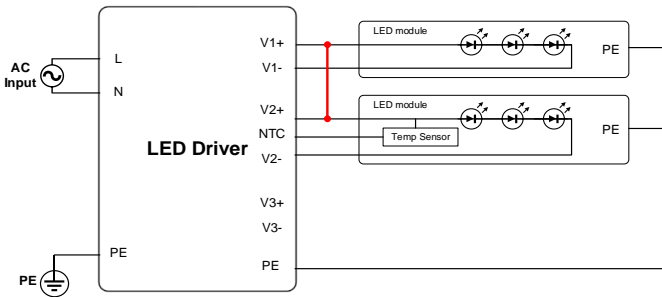 AC
Input
L
N
PE
PE
LED Driver
V1+
V1-
V2+
NTC
V2-
V3+
V3-
PE
LED module
PE
LED module
Temp Sensor
PE